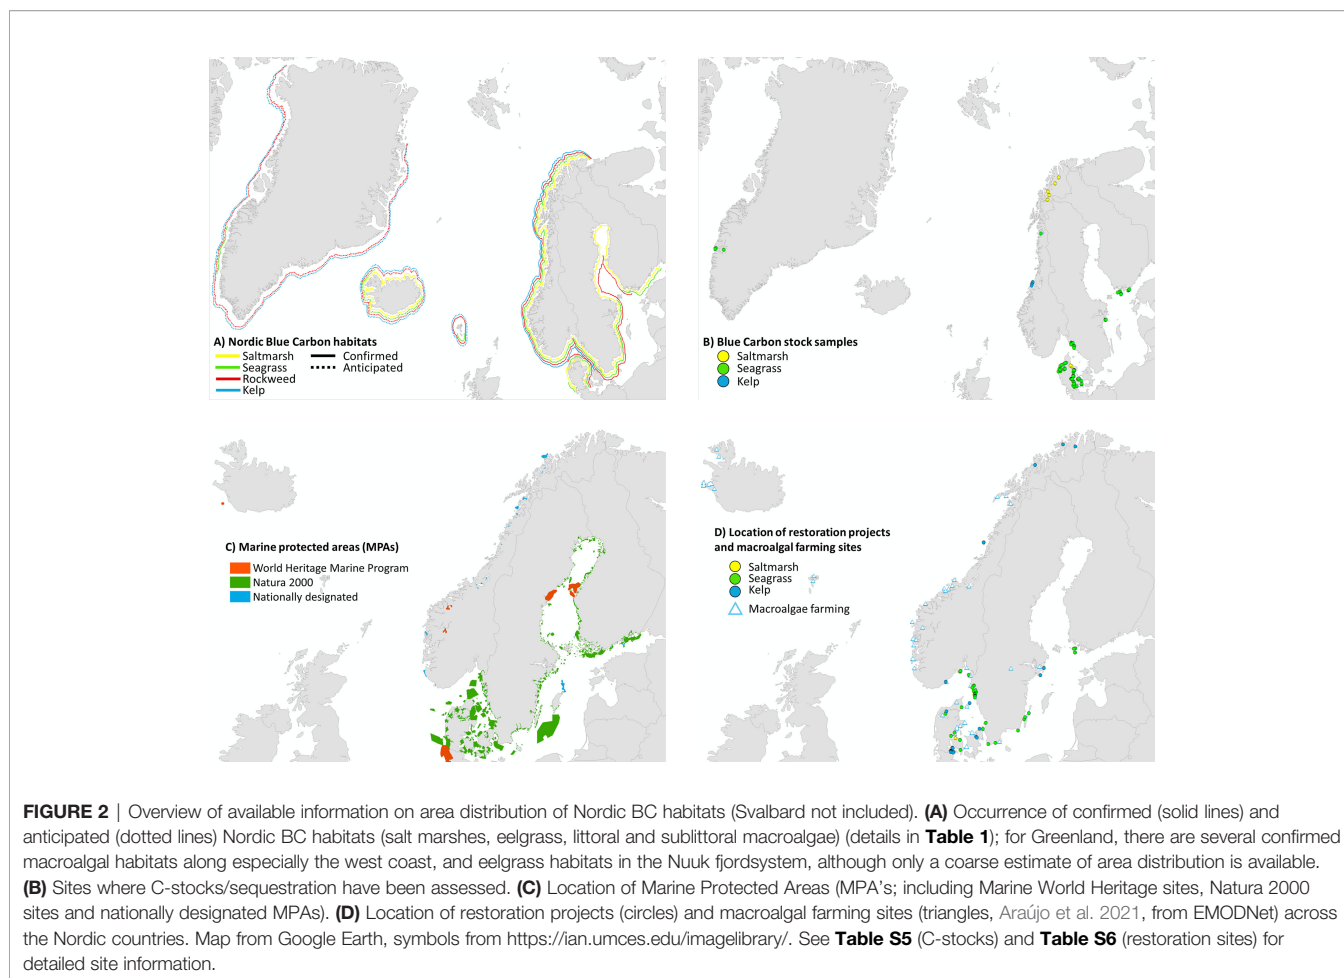 A) Nordic Blue Carbon habitats
Saltmarsh
Seagrass
Rockweed
Kelp
Confirmed
Anticipated
B) Blue Carbon stock samples
Saltmarsh
Seagrass
Kelp
C) Marine protected areas (MPAs)
World Heritage Marine Program
Natura 2000
Nationally designated
D) Location of restoration projects
and macroalgal farming sites
Saltmarsh
Seagrass
Kelp
Macroalgae farming
FIGURE 2 | Overview of available information on area distribution of Nordic BC habitats (Svalbard not included). (A) Occurrence of confirmed (solid lines) and
anticipated (dotted lines) Nordic BC habitats (salt marshes, eelgrass, littoral and sublittoral macroalgae) (details in Table 1); for Greenland, there are several confirmed
macroalgal habitats along especially the west coast, and eelgrass habitats in the Nuuk fjordsystem, although only a coarse estimate of area distribution is available.
(B) Sites where C-stocks/sequestration have been assessed. (C) Location of Marine Protected Areas (MPA's; including Marine World Heritage sites, Natura 2000
sites and nationally designated MPAs). (D) Location of restoration projects (circles) and macroalgal farming sites (triangles, Araújo et al. 2021, from EMODNet) across
the Nordic countries. Map from Google Earth, symbols from https://ian.umces.edu/imagelibrary/. See Table S5 (C-stocks) and Table S6 (restoration sites) for
detailed site information.